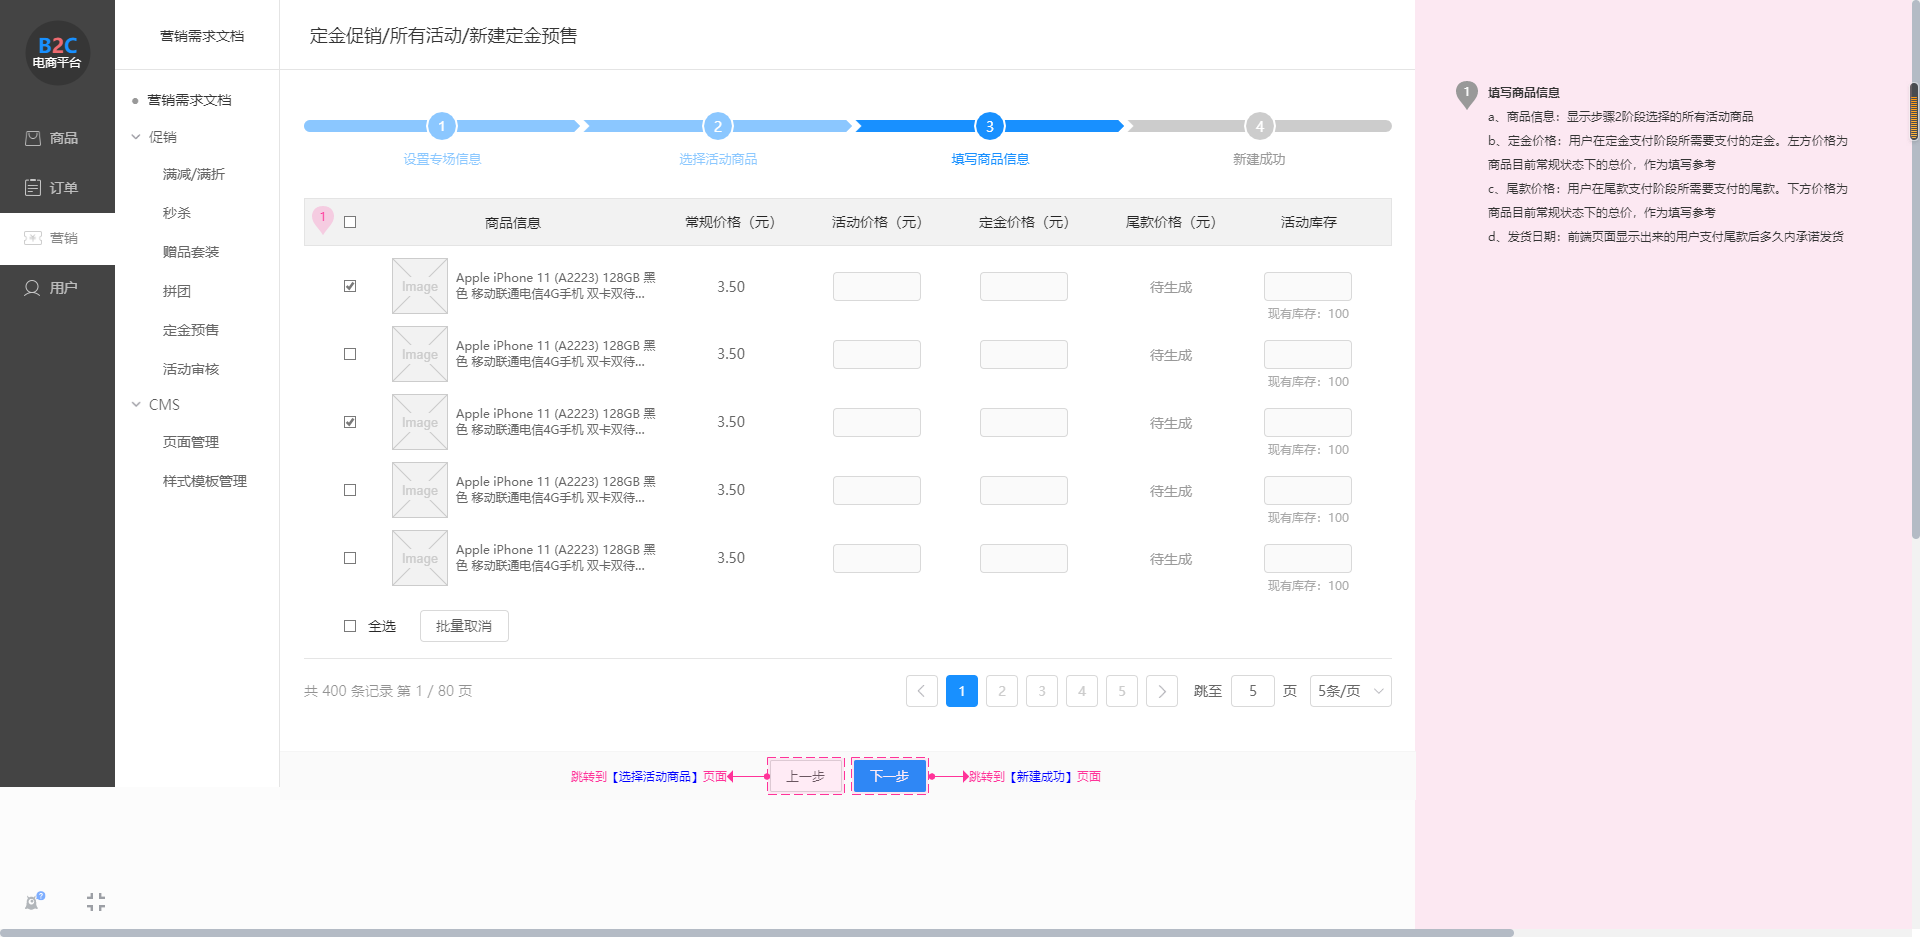 B2C
电商平台
商品
订单
营销
用户
营销需求文档
营销需求文档
促销
满减/满折
秒杀
赠品套装
拼团
定金预售
活动审核
CMS
页面管理
样式模板管理
定金促销/所有活动/新建定金预售
1 2 3 4
设置专场信息 选择活动商品 填写商品信息 新建成功
1 商品信息 常规价格（元） 活动价格（元） 定金价格（元） 尾款价格（元） 活动库存
Image Apple iPhone 11 (A2223) 128GB 黑
色 移动联通电信4G手机 双卡双待... 3.50 待生成
现有库存：100
Image Apple iPhone 11 (A2223) 128GB 黑
色 移动联通电信4G手机 双卡双待... 3.50 待生成
现有库存：100
Image Apple iPhone 11 (A2223) 128GB 黑
色 移动联通电信4G手机 双卡双待... 3.50 待生成
现有库存：100
Image Apple iPhone 11 (A2223) 128GB 黑
色 移动联通电信4G手机 双卡双待... 3.50 待生成
现有库存：100
Image Apple iPhone 11 (A2223) 128GB 黑
色 移动联通电信4G手机 双卡双待... 3.50 待生成
现有库存：100
全选 批量取消
共 400 条记录 第 1 / 80 页 1 2 3 4 5 跳至 5 页 5条/页
跳转到【选择活动商品】页面 上一步 下一步 跳转到【新建成功】页面
1 填写商品信息
a、商品信息：显示步骤2阶段选择的所有活动商品
b、定金价格：用户在定金支付阶段所需要支付的定金。左方价格为
商品目前常规状态下的总价，作为填写参考
c、尾款价格：用户在尾款支付阶段所需要支付的尾款。下方价格为
商品目前常规状态下的总价，作为填写参考
d、发货日期：前端页面显示出来的用户支付尾款后多久内承诺发货
?